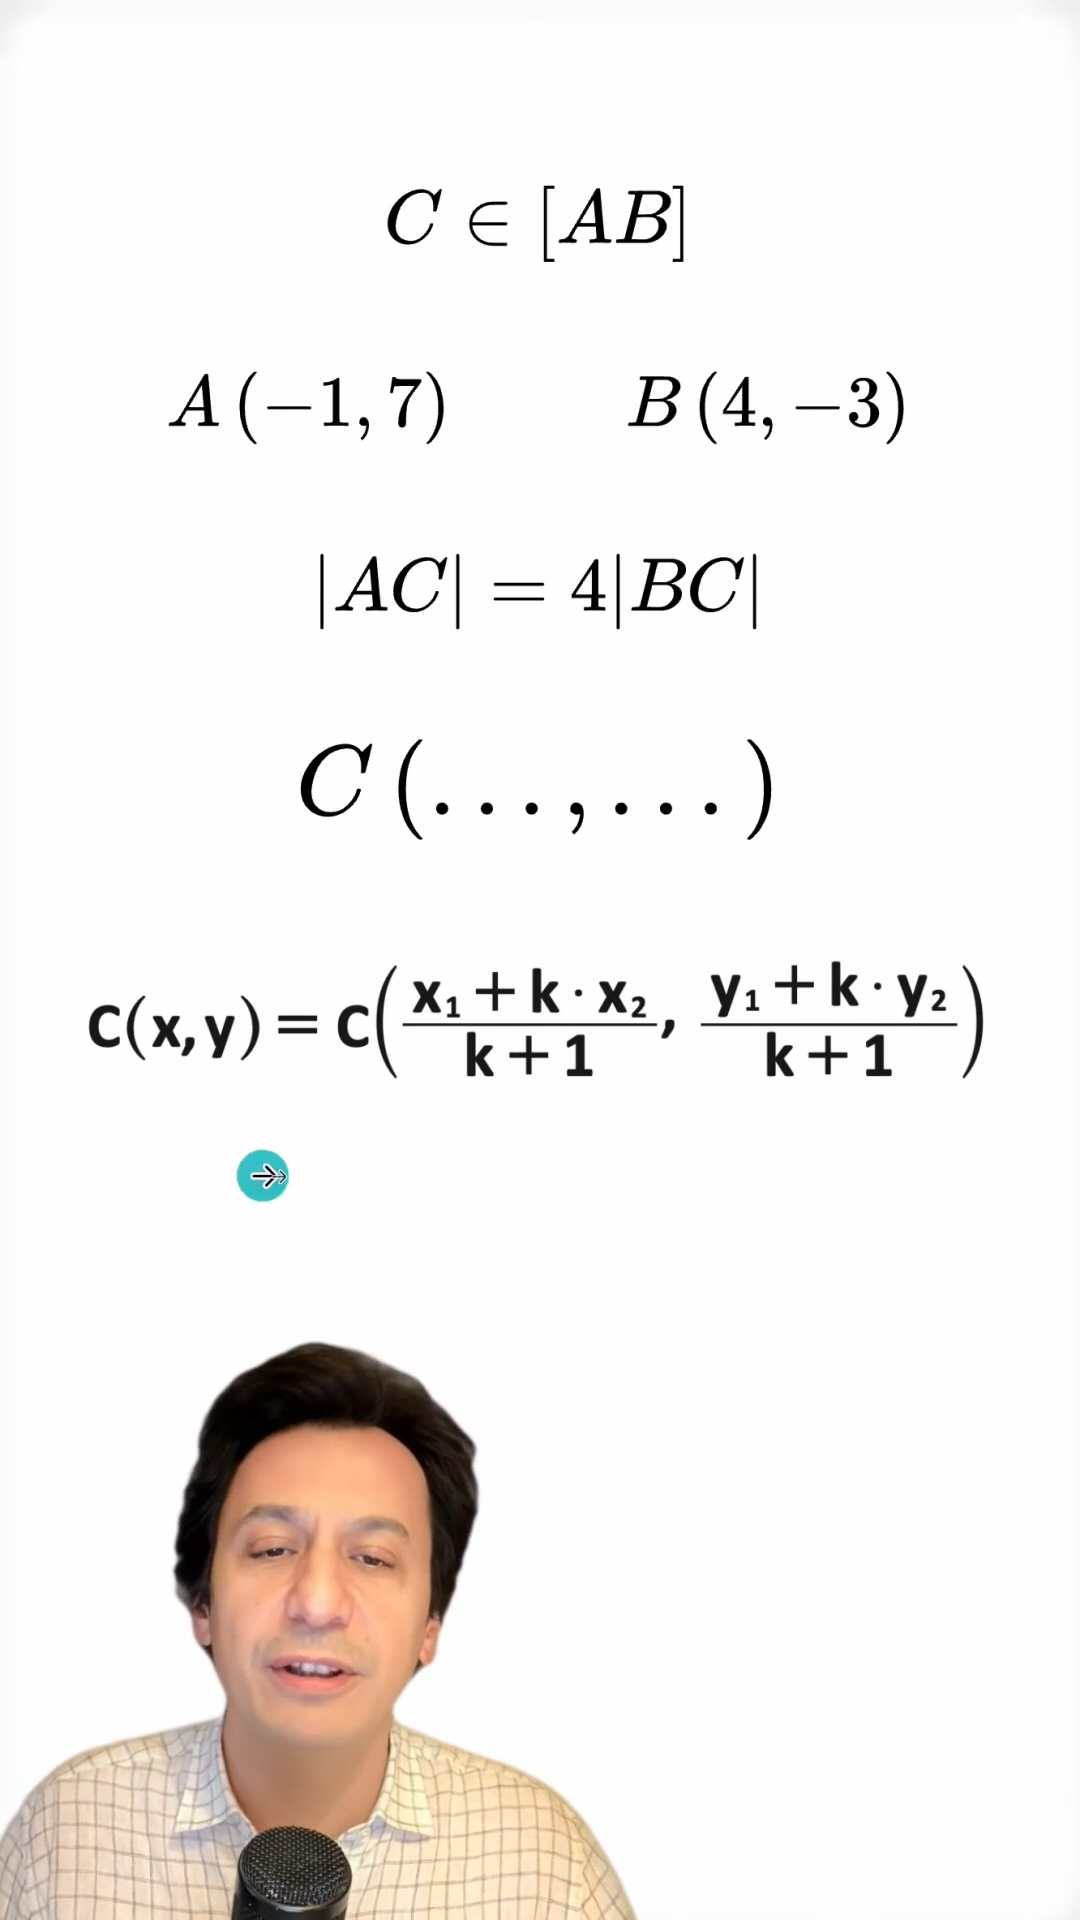 C ∈ [AB]
A (−1, 7) B (4, −3)
|AC| = 4|BC|
C (. . . , . . . )
C(x,y) = C((x₁ + k · x₂)/(k + 1), (y₁ + k · y₂)/(k + 1))